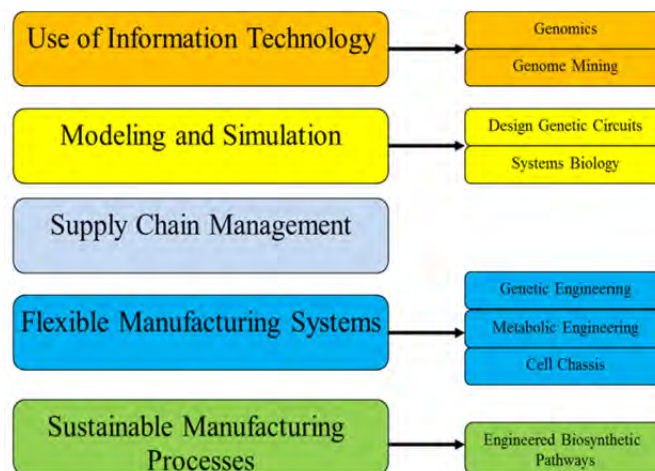 Use of Information Technology
Genomics
Genome Mining
Modeling and Simulation
Design Genetic Circuits
Systems Biology
Supply Chain Management
Flexible Manufacturing Systems
Genetic Engineering
Metabolic Engineering
Cell Chassis
Sustainable Manufacturing
Processes
Engineered Biosynthetic
Pathways